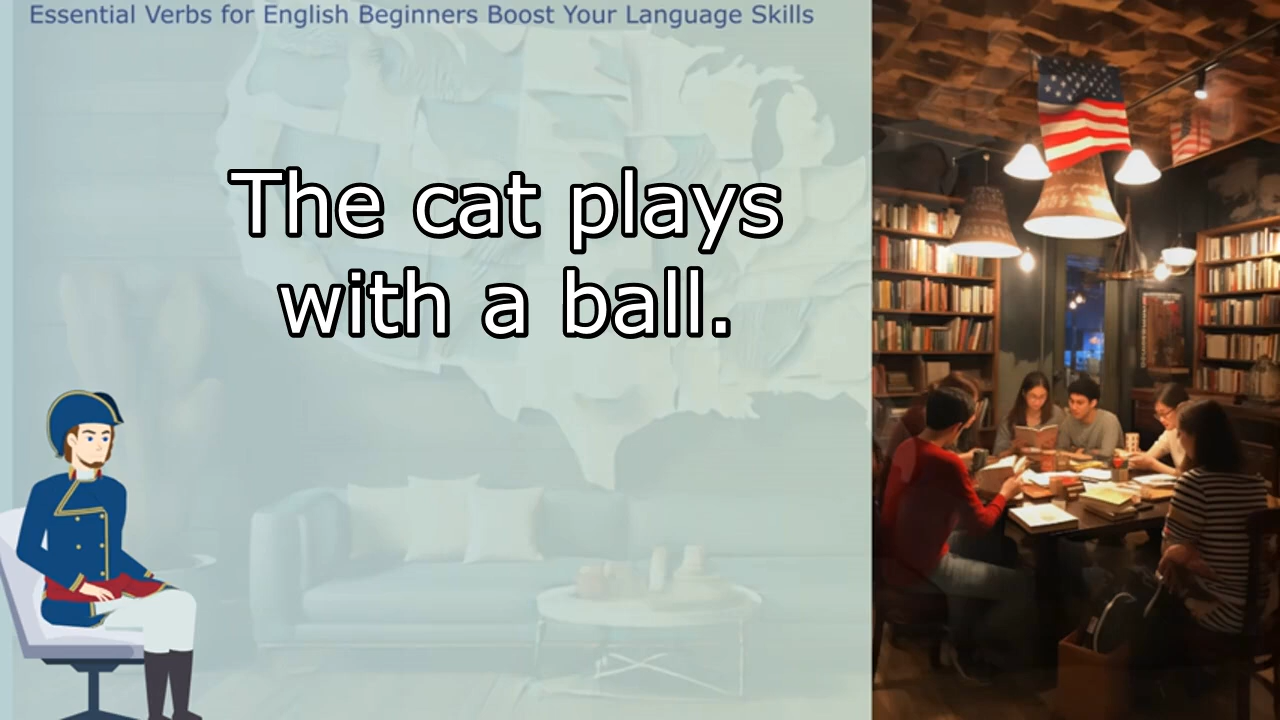 Essential Verbs for English Beginners Boost Your Language Skills
The cat plays
with a ball.